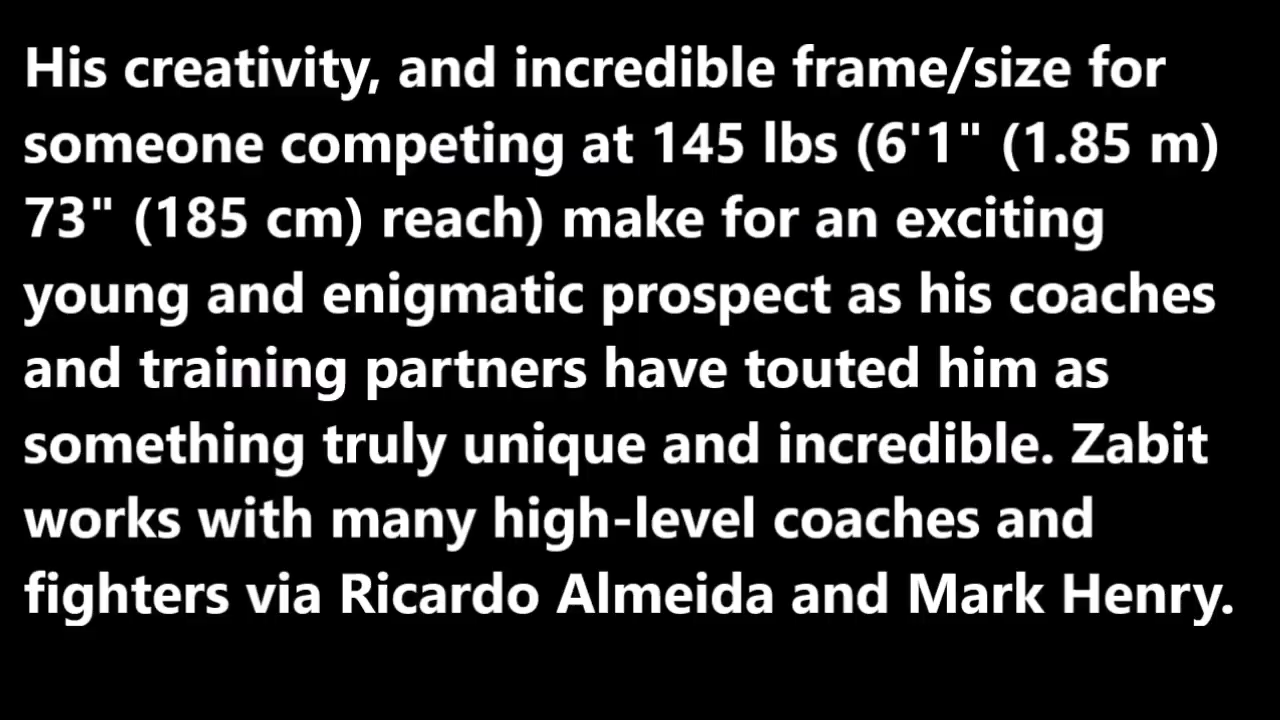 His creativity, and incredible frame/size for
someone competing at 145 lbs (6'1" (1.85 m)
73" (185 cm) reach) make for an exciting
young and enigmatic prospect as his coaches
and training partners have touted him as
something truly unique and incredible. Zabit
works with many high-level coaches and
fighters via Ricardo Almeida and Mark Henry.